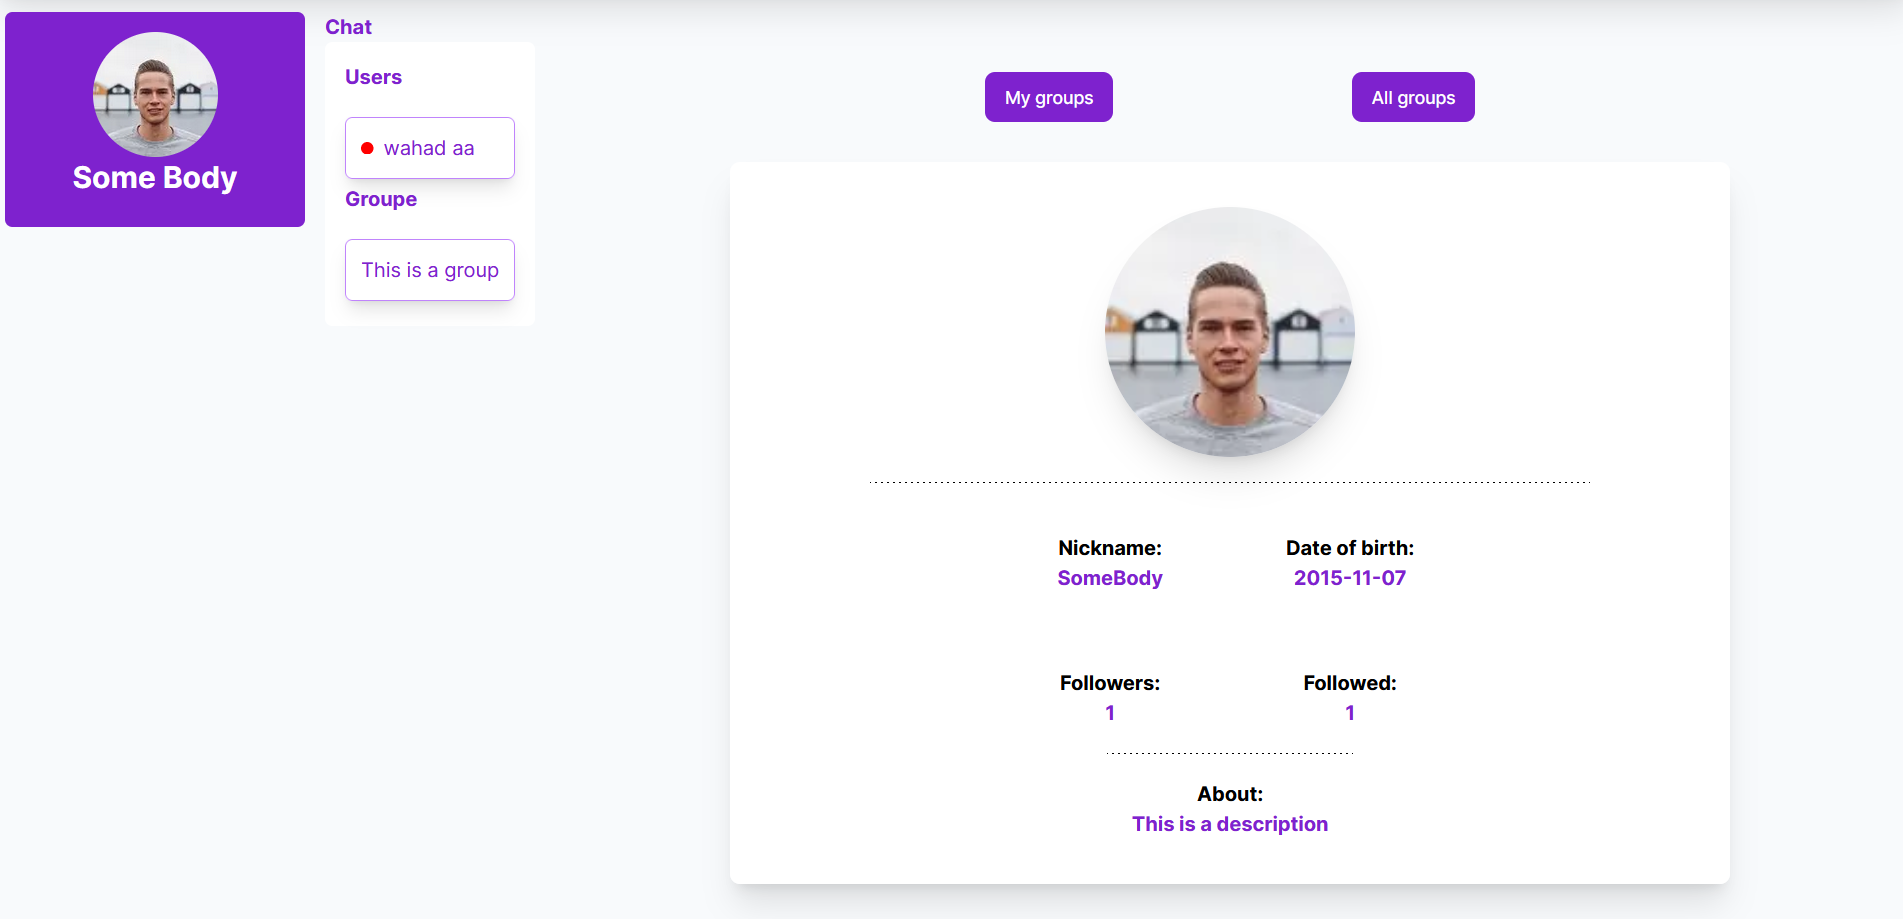 Some Body
Chat
Users
wahad aa
Groupe
This is a group
My groups
All groups
Nickname:
SomeBody
Date of birth:
2015-11-07
Followers:
1
Followed:
1
About:
This is a description